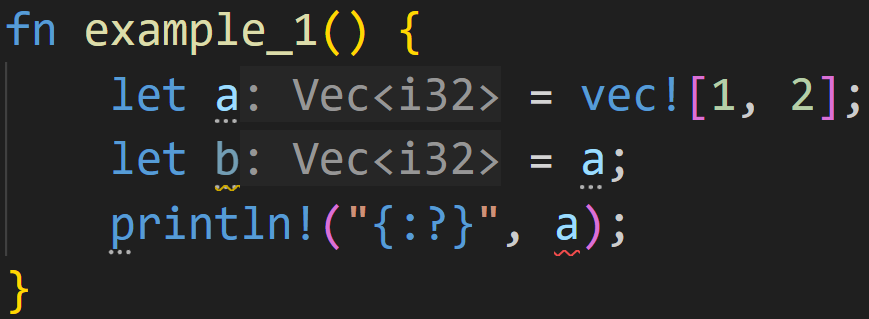 fn example_1() {
    let a: Vec<i32> = vec![1, 2];
    let b: Vec<i32> = a;
    println!("{:?}", a);
}